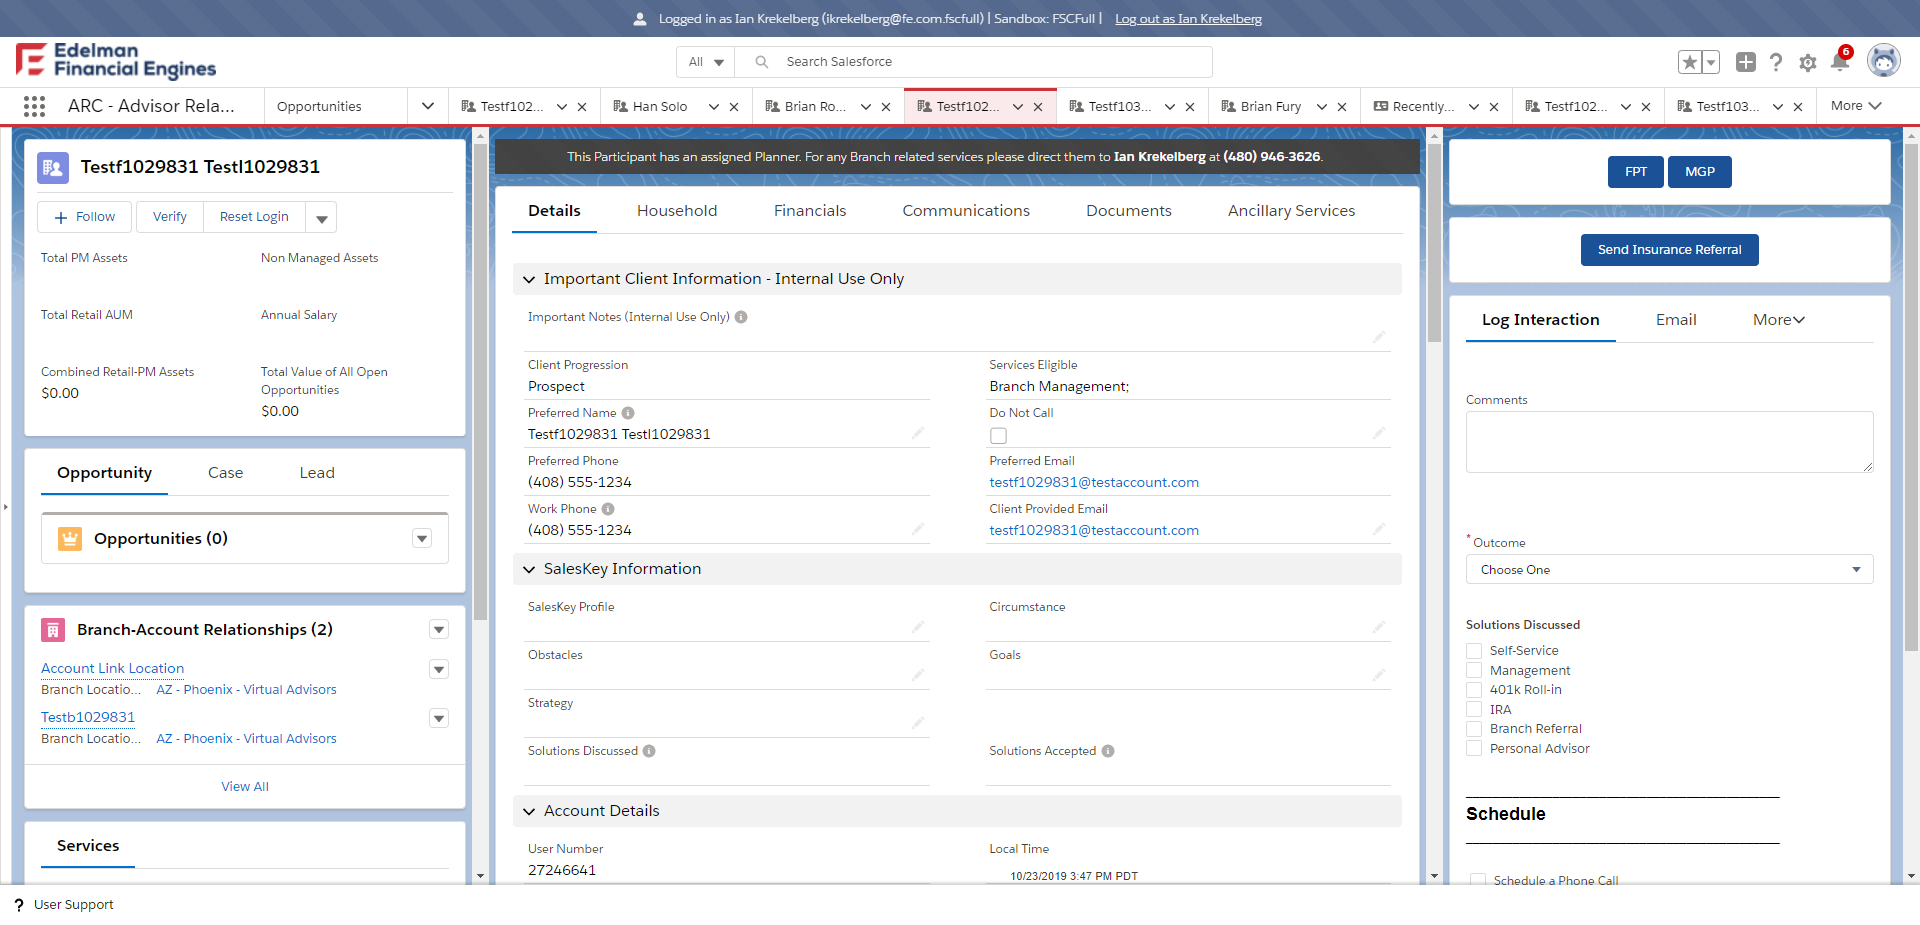 Logged in as Ian Krekelberg (ikrekelberg@fe.com.fscfull) | Sandbox: FSCFull | Log out as Ian Krekelberg
Edelman
Financial Engines
All
Search Salesforce
6
ARC - Advisor Rela...
Opportunities
Testf102...
Han Solo
Brian Ro...
Testf102...
Testf103...
Brian Fury
Recently...
Testf102...
Testf103...
More
Testf1029831 Testl1029831
Follow
Verify
Reset Login
Total PM Assets
Non Managed Assets
Total Retail AUM
Annual Salary
Combined Retail-PM Assets
$0.00
Total Value of All Open
Opportunities
$0.00
Opportunity
Case
Lead
Opportunities (0)
Branch-Account Relationships (2)
Account Link Location
Branch Locatio... AZ - Phoenix - Virtual Advisors
Testb1029831
Branch Locatio... AZ - Phoenix - Virtual Advisors
View All
Services
This Participant has an assigned Planner. For any Branch related services please direct them to Ian Krekelberg at (480) 946-3626.
Details
Household
Financials
Communications
Documents
Ancillary Services
Important Client Information - Internal Use Only
Important Notes (Internal Use Only)
Client Progression
Prospect
Services Eligible
Branch Management;
Preferred Name
Testf1029831 Testl1029831
Do Not Call
Preferred Phone
(408) 555-1234
Preferred Email
testf1029831@testaccount.com
Work Phone
(408) 555-1234
Client Provided Email
testf1029831@testaccount.com
SalesKey Information
SalesKey Profile
Circumstance
Obstacles
Goals
Strategy
Solutions Discussed
Solutions Accepted
Account Details
User Number
27246641
Local Time
10/23/2019 3:47 PM PDT
FPT
MGP
Send Insurance Referral
Log Interaction
Email
More
Comments
*Outcome
Choose One
Solutions Discussed
Self-Service
Management
401k Roll-in
IRA
Branch Referral
Personal Advisor
Schedule
Schedule a Phone Call
? User Support